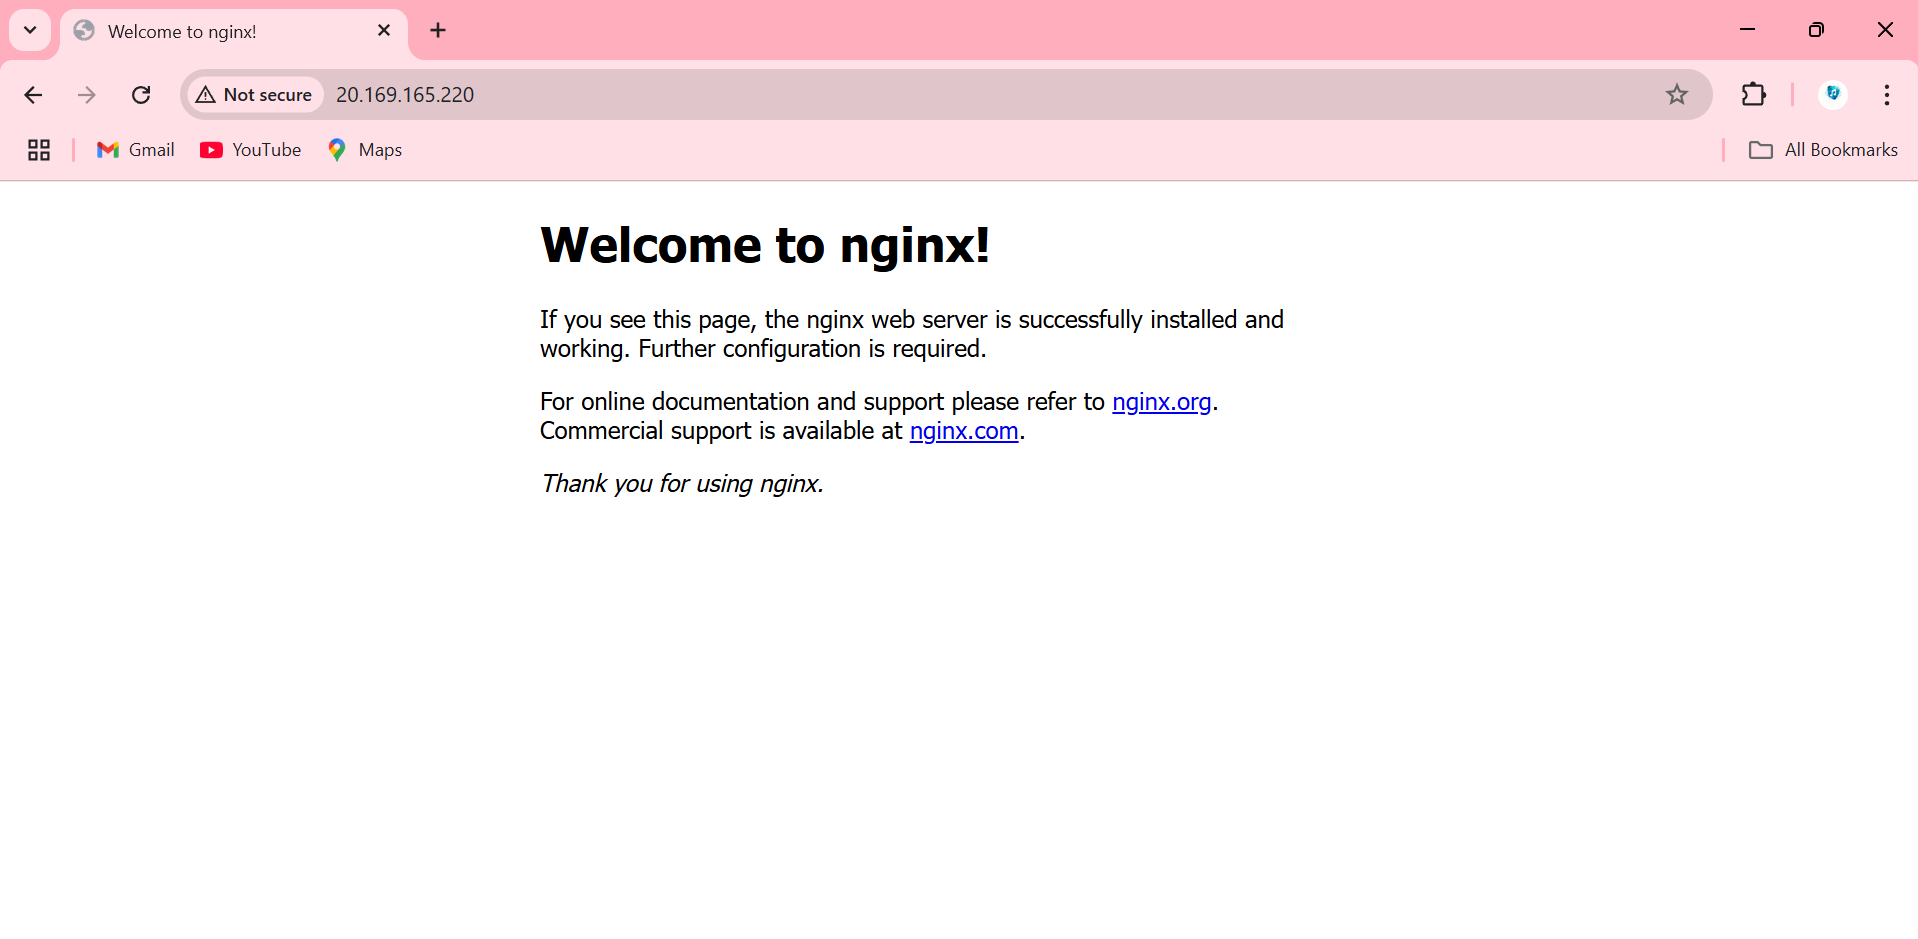 Welcome to nginx!
Not secure 20.169.165.220
Gmail YouTube Maps All Bookmarks
Welcome to nginx!
If you see this page, the nginx web server is successfully installed and
working. Further configuration is required.
For online documentation and support please refer to nginx.org.
Commercial support is available at nginx.com.
Thank you for using nginx.